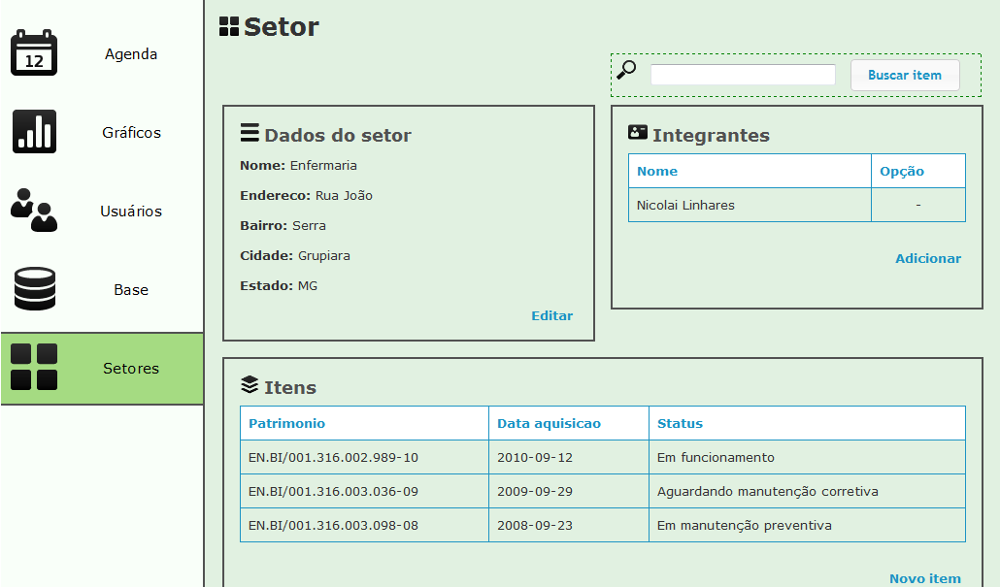 12
Agenda
Gráficos
Usuários
Base
Setores
Setor
Buscar item
Dados do setor
Nome: Enfermaria
Endereco: Rua João
Bairro: Serra
Cidade: Grupiara
Estado: MG
Editar
Integrantes
Nome Opção
Nicolai Linhares -
Adicionar
Itens
Patrimonio Data aquisicao Status
EN.BI/001.316.002.989-10 2010-09-12 Em funcionamento
EN.BI/001.316.003.036-09 2009-09-29 Aguardando manutenção corretiva
EN.BI/001.316.003.098-08 2008-09-23 Em manutenção preventiva
Novo item